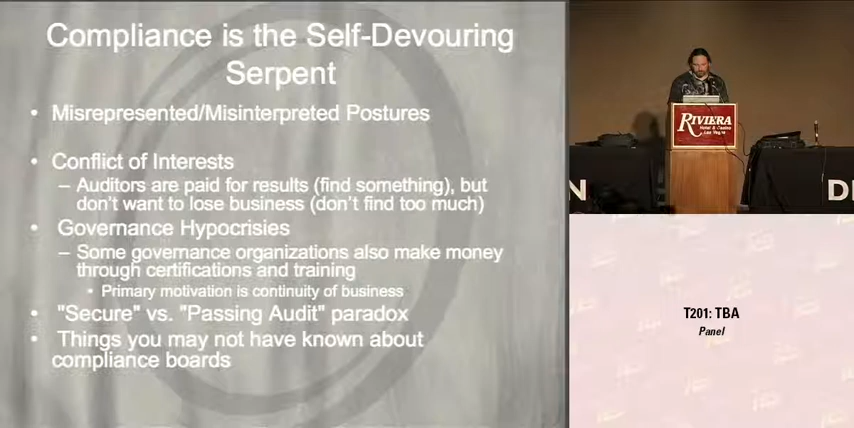 Compliance is the Self-Devouring
Serpent
• Misrepresented/Misinterpreted Postures
• Conflict of Interests
– Auditors are paid for results (find something), but
don't want to lose business (don't find too much)
• Governance Hypocrisies
– Some governance organizations also make money
through certifications and training
• Primary motivation is continuity of business
• "Secure" vs. "Passing Audit" paradox
• Things you may not have known about
compliance boards
RIVIERA
Hotel & Casino
Las Vegas
N
D
T201: TBA
Panel